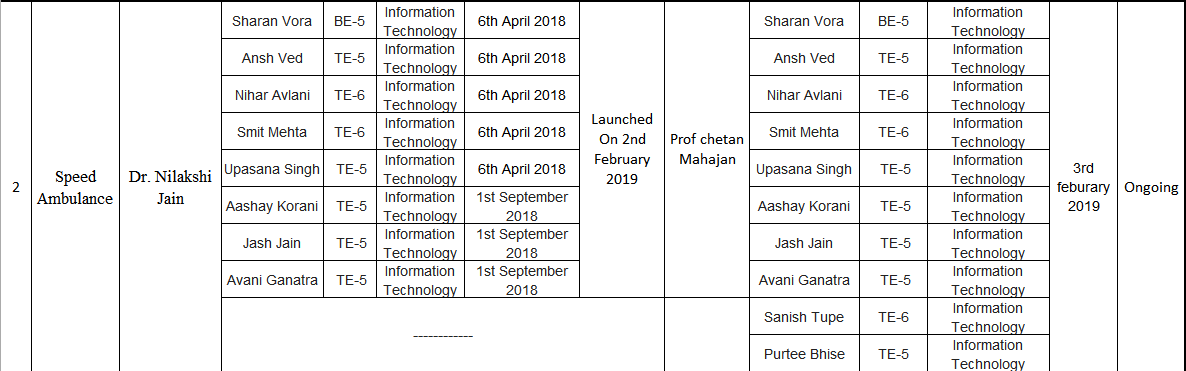 2
Speed
Ambulance
Dr. Nilakshi
Jain
Sharan Vora BE-5 Information Technology 6th April 2018
Ansh Ved TE-5 Information Technology 6th April 2018
Nihar Avlani TE-6 Information Technology 6th April 2018
Smit Mehta TE-6 Information Technology 6th April 2018
Upasana Singh TE-5 Information Technology 6th April 2018
Aashay Korani TE-5 Information Technology 1st September 2018
Jash Jain TE-5 Information Technology 1st September 2018
Avani Ganatra TE-5 Information Technology 1st September 2018
------------
Launched
On 2nd
February
2019
Prof chetan
Mahajan
Sharan Vora BE-5 Information Technology
Ansh Ved TE-5 Information Technology
Nihar Avlani TE-6 Information Technology
Smit Mehta TE-6 Information Technology
Upasana Singh TE-5 Information Technology
Aashay Korani TE-5 Information Technology
Jash Jain TE-5 Information Technology
Avani Ganatra TE-5 Information Technology
Sanish Tupe TE-6 Information Technology
Purtee Bhise TE-5 Information Technology
3rd
feburary
2019
Ongoing